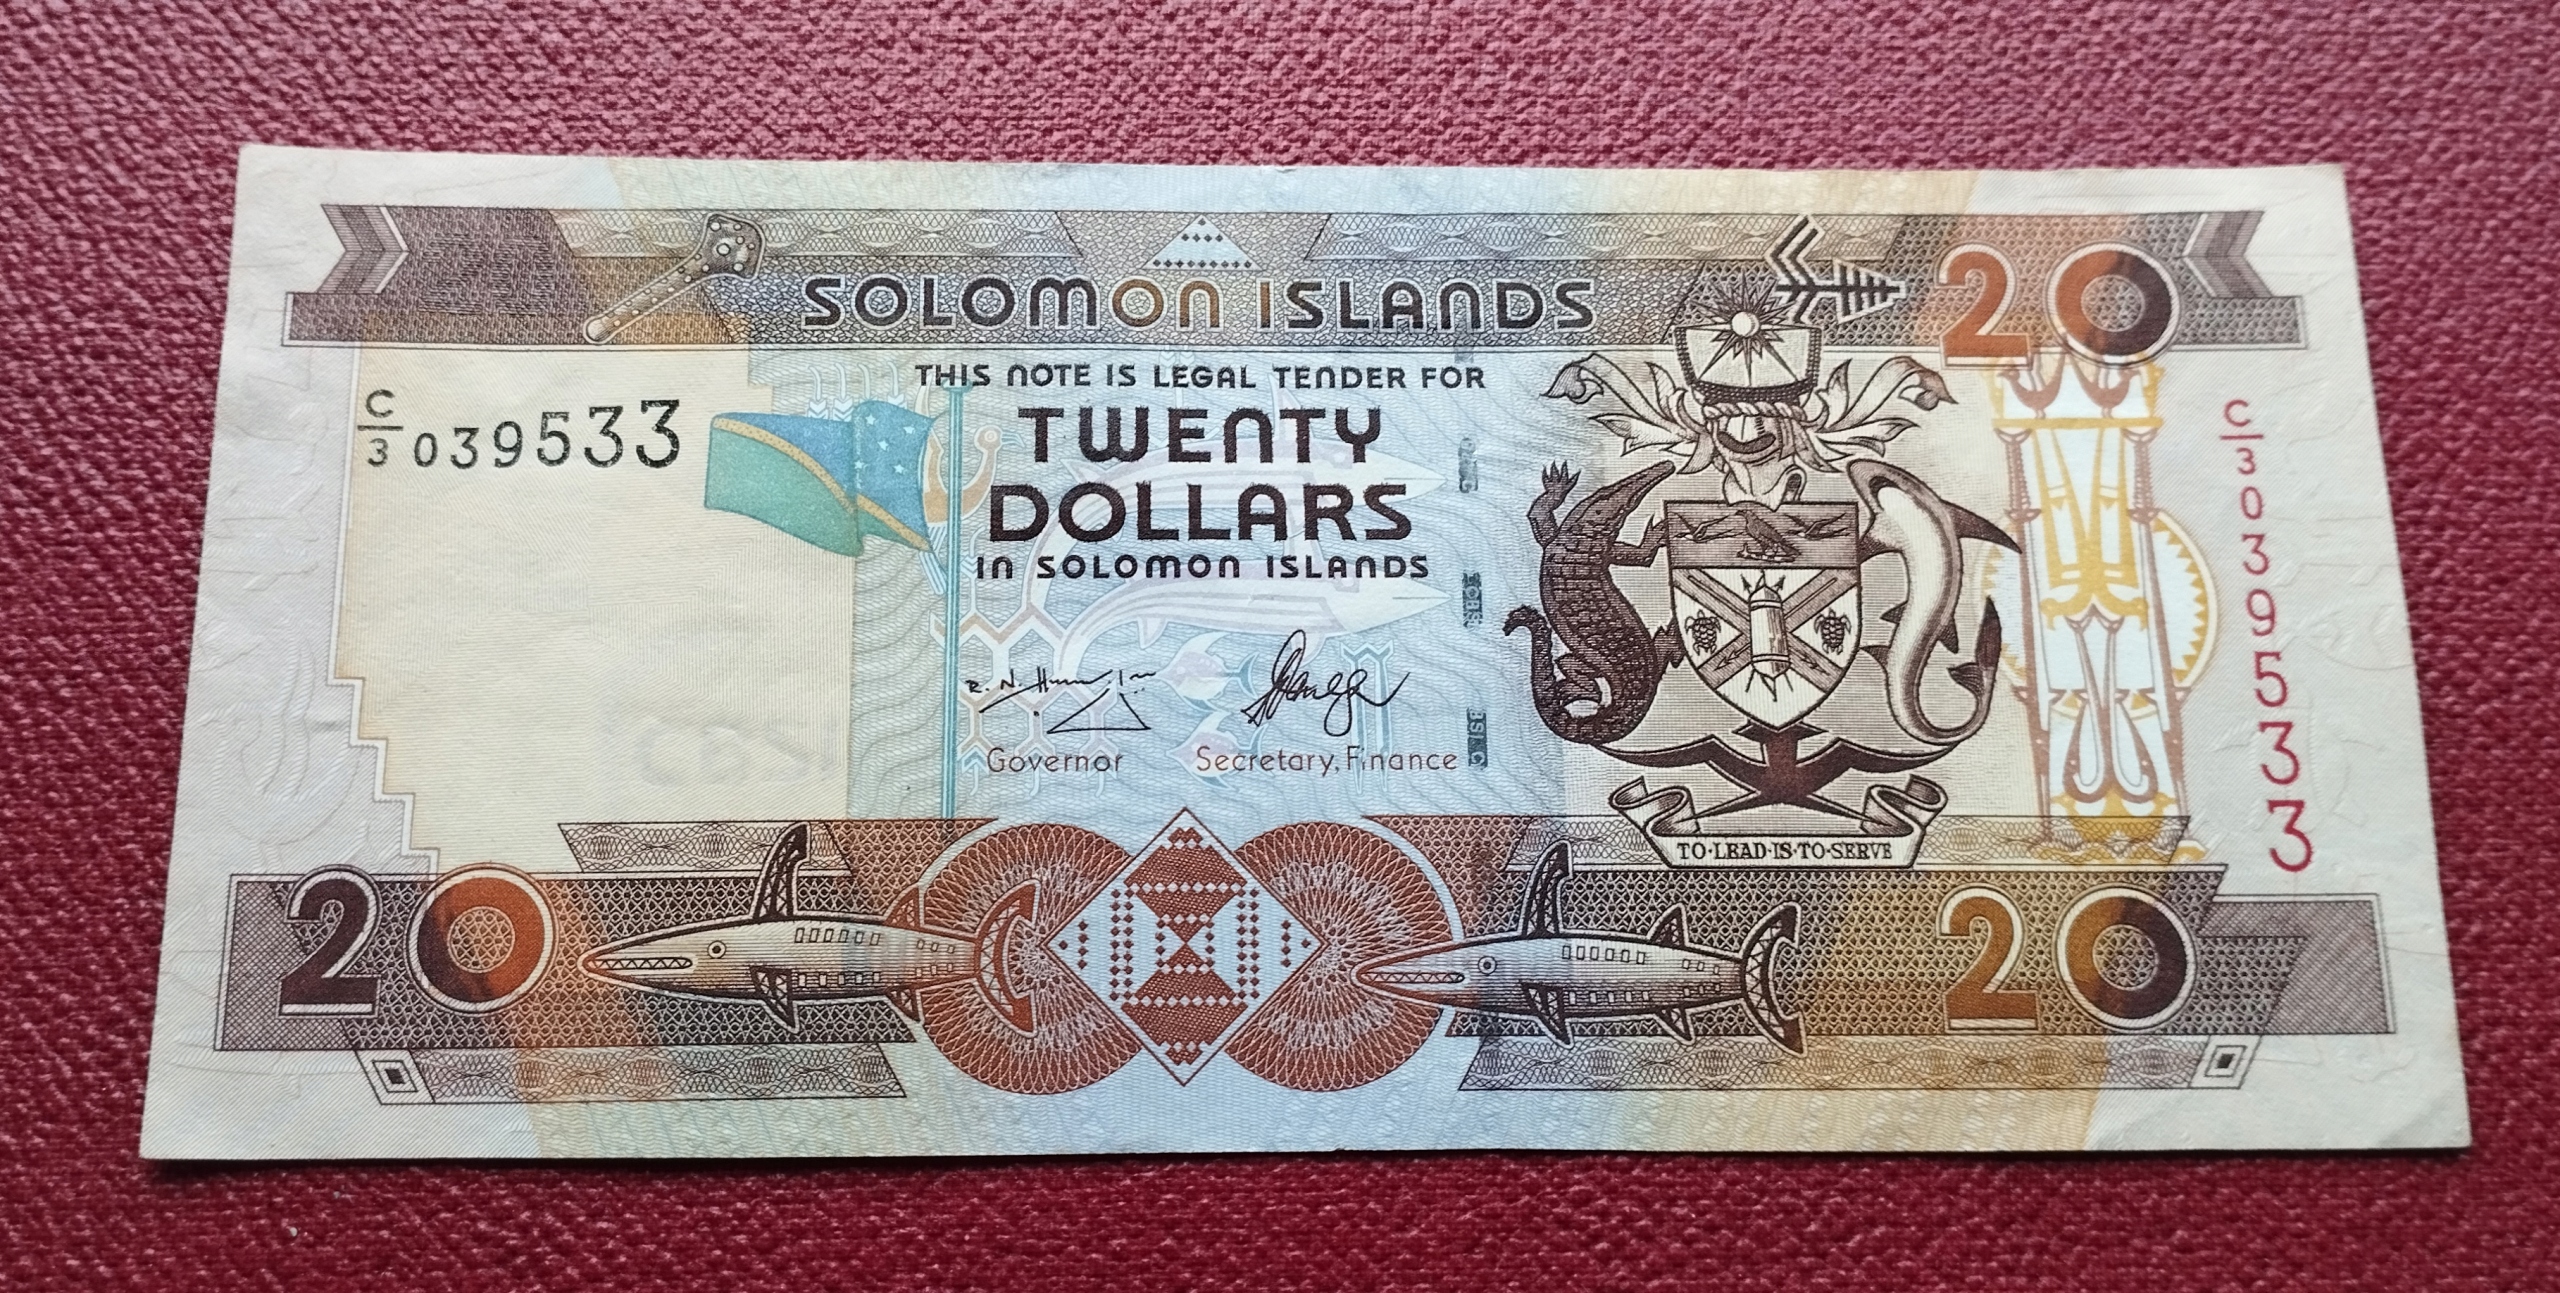 SOLOMON ISLANDS
20
THIS NOTE IS LEGAL TENDER FOR
TWENTY
DOLLARS
IN SOLOMON ISLANDS
C/3 039533
C/3 039533
Governor
Secretary, Finance
TO·LEAD·IS·TO·SERVE
20
20